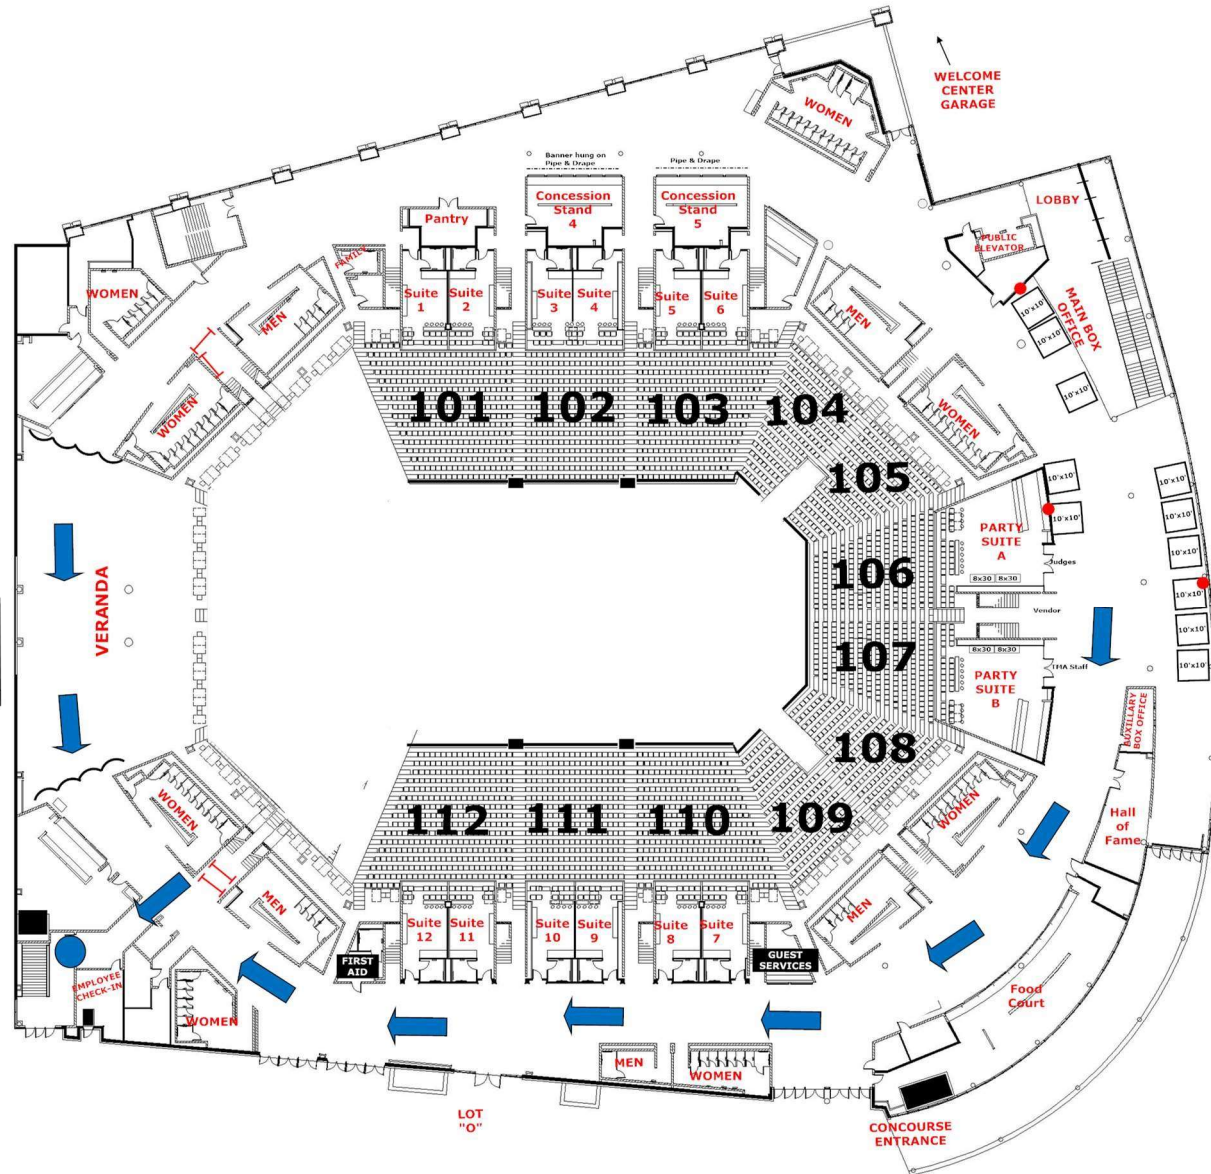 WELCOME
CENTER
GARAGE
WOMEN
Banner hung on
Pipe & Drape
Pipe & Drape
Concession
Stand
4
Concession
Stand
5
Pantry
LOBBY
PUBLIC
ELEVATOR
FAMILY
WOMEN
Suite
1
Suite
2
Suite
3
Suite
4
Suite
5
Suite
6
MEN
MEN
MAIN BOX
OFFICE
10'x10'
10'x10'
10'x10'
WOMEN
WOMEN
101
102
103
104
105
10'x10'
10'x10'
10'x10'
10'x10'
10'x10'
10'x10'
10'x10'
10'x10'
PARTY
SUITE
A
Judges
8x30
8x30
106
VERANDA
Vendor
107
8x30
8x30
TMA Staff
PARTY
SUITE
B
AUXILLARY
BOX OFFICE
108
WOMEN
WOMEN
112
111
110
109
Hall
of
Fame
MEN
MEN
Suite
12
Suite
11
Suite
10
Suite
9
Suite
8
Suite
7
FIRST
AID
GUEST
SERVICES
EMPLOYEE
CHECK-IN
WOMEN
Food
Court
MEN
WOMEN
LOT
"O"
CONCOURSE
ENTRANCE